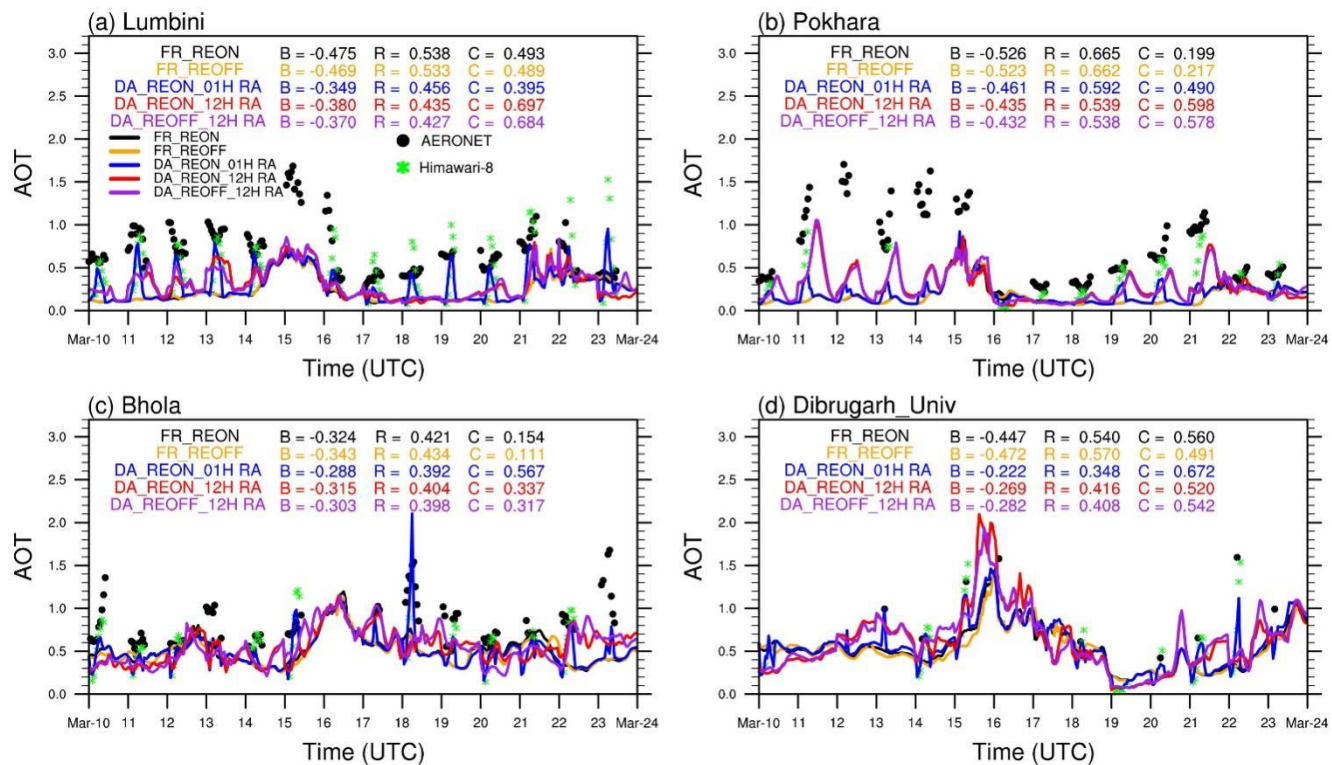 (a) Lumbini
FR_REON B = -0.475 R = 0.538 C = 0.493
FR_REOFF B = -0.469 R = 0.533 C = 0.489
DA_REON_01H RA B = -0.349 R = 0.456 C = 0.395
DA_REON_12H RA B = -0.380 R = 0.435 C = 0.697
DA_REOFF_12H RA B = -0.370 R = 0.427 C = 0.684
FR_REON
FR_REOFF
DA_REON_01H RA
DA_REON_12H RA
DA_REOFF_12H RA
AERONET
Himawari-8
AOT
3.0
2.5
2.0
1.5
1.0
0.5
0.0
Mar-10 11 12 13 14 15 16 17 18 19 20 21 22 23 Mar-24
Time (UTC)
(b) Pokhara
FR_REON B = -0.526 R = 0.665 C = 0.199
FR_REOFF B = -0.523 R = 0.662 C = 0.217
DA_REON_01H RA B = -0.461 R = 0.592 C = 0.490
DA_REON_12H RA B = -0.435 R = 0.539 C = 0.598
DA_REOFF_12H RA B = -0.432 R = 0.538 C = 0.578
AOT
3.0
2.5
2.0
1.5
1.0
0.5
0.0
Mar-10 11 12 13 14 15 16 17 18 19 20 21 22 23 Mar-24
Time (UTC)
(c) Bhola
FR_REON B = -0.324 R = 0.421 C = 0.154
FR_REOFF B = -0.343 R = 0.434 C = 0.111
DA_REON_01H RA B = -0.288 R = 0.392 C = 0.567
DA_REON_12H RA B = -0.315 R = 0.404 C = 0.337
DA_REOFF_12H RA B = -0.303 R = 0.398 C = 0.317
AOT
3.0
2.5
2.0
1.5
1.0
0.5
0.0
Mar-10 11 12 13 14 15 16 17 18 19 20 21 22 23 Mar-24
Time (UTC)
(d) Dibrugarh_Univ
FR_REON B = -0.447 R = 0.540 C = 0.560
FR_REOFF B = -0.472 R = 0.570 C = 0.491
DA_REON_01H RA B = -0.222 R = 0.348 C = 0.672
DA_REON_12H RA B = -0.269 R = 0.416 C = 0.520
DA_REOFF_12H RA B = -0.282 R = 0.408 C = 0.542
AOT
3.0
2.5
2.0
1.5
1.0
0.5
0.0
Mar-10 11 12 13 14 15 16 17 18 19 20 21 22 23 Mar-24
Time (UTC)